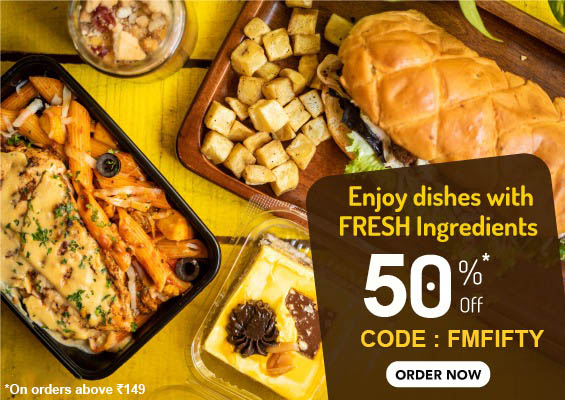 Enjoy dishes with
FRESH Ingredients
50%* Off
CODE : FMFIFTY
ORDER NOW
*On orders above ₹149